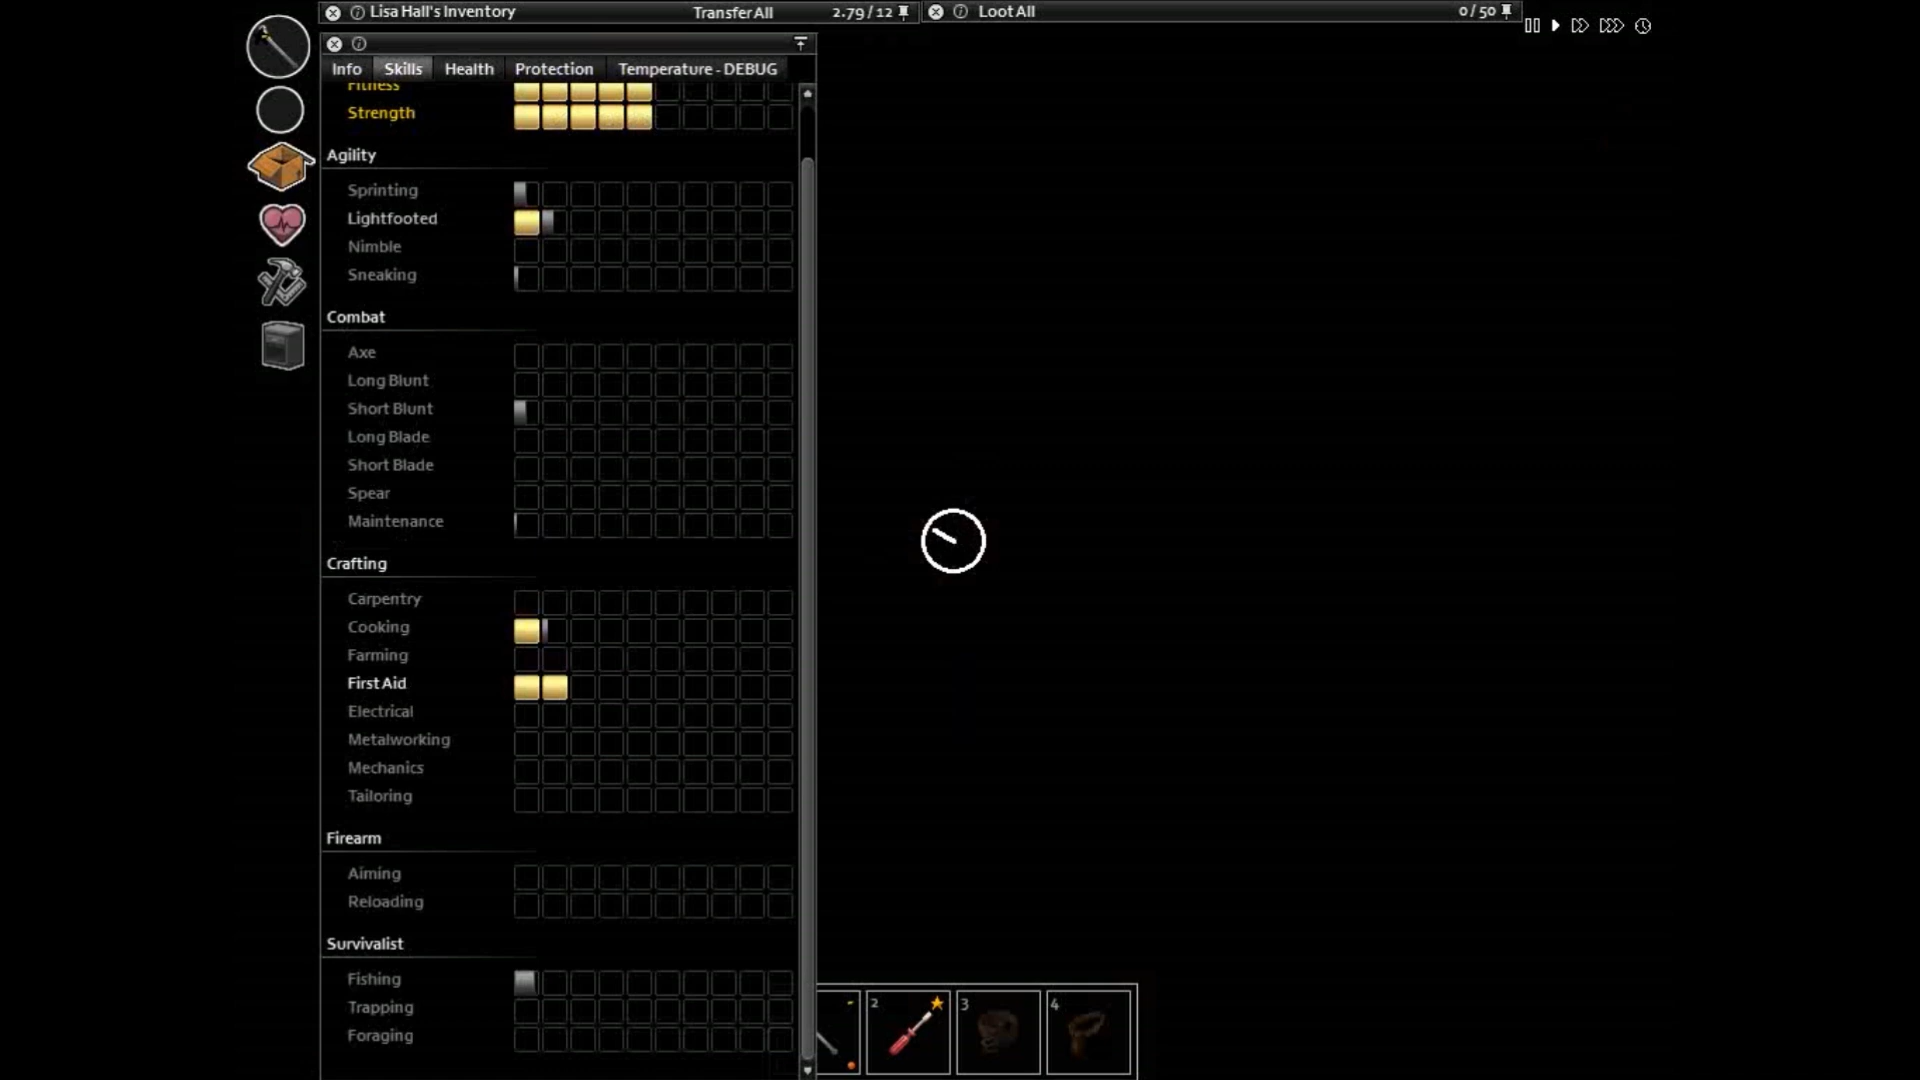 Lisa Hall's Inventory Transfer All 2.79 / 12 Loot All 0 / 50
Info Skills Health Protection Temperature - DEBUG
Fitness
Strength
Agility
Sprinting
Lightfooted
Nimble
Sneaking
Combat
Axe
Long Blunt
Short Blunt
Long Blade
Short Blade
Spear
Maintenance
Crafting
Carpentry
Cooking
Farming
First Aid
Electrical
Metalworking
Mechanics
Tailoring
Firearm
Aiming
Reloading
Survivalist
Fishing
Trapping
Foraging
2 3 4